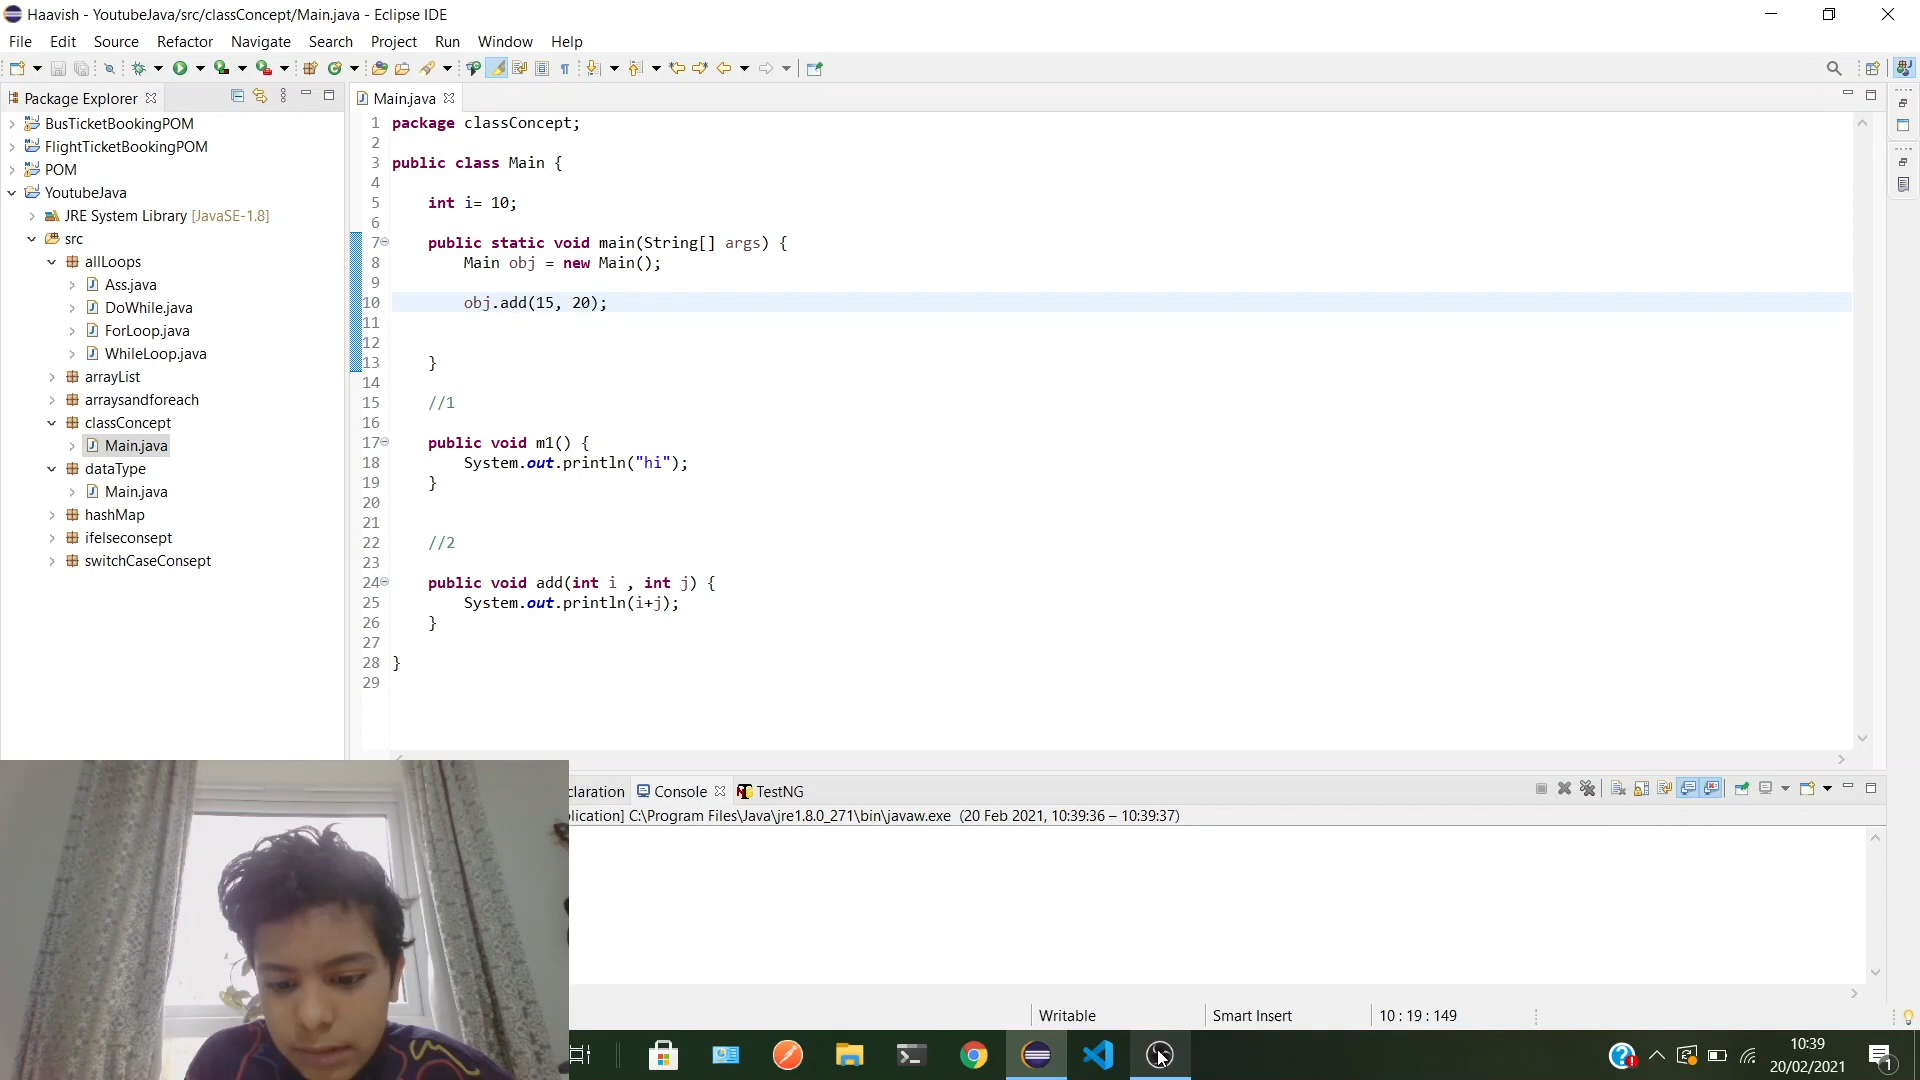 Haavish - YoutubeJava/src/classConcept/Main.java - Eclipse IDE
File Edit Source Refactor Navigate Search Project Run Window Help
Package Explorer
BusTicketBookingPOM
FlightTicketBookingPOM
POM
YoutubeJava
JRE System Library [JavaSE-1.8]
src
allLoops
Ass.java
DoWhile.java
ForLoop.java
WhileLoop.java
arrayList
arraysandforeach
classConcept
Main.java
dataType
Main.java
hashMap
ifelseconsept
switchCaseConsept
Main.java
1 package classConcept;
2
3 public class Main {
4
5 int i= 10;
6
7 public static void main(String[] args) {
8 Main obj = new Main();
9
10 obj.add(15, 20);
11
12
13 }
14
15 //1
16
17 public void m1() {
18 System.out.println("hi");
19 }
20
21
22 //2
23
24 public void add(int i , int j) {
25 System.out.println(i+j);
26 }
27
28 }
29
claration Console TestNG
plication] C:\Program Files\Java\jre1.8.0_271\bin\javaw.exe (20 Feb 2021, 10:39:36 – 10:39:37)
Writable Smart Insert 10 : 19 : 149
10:39
20/02/2021
1